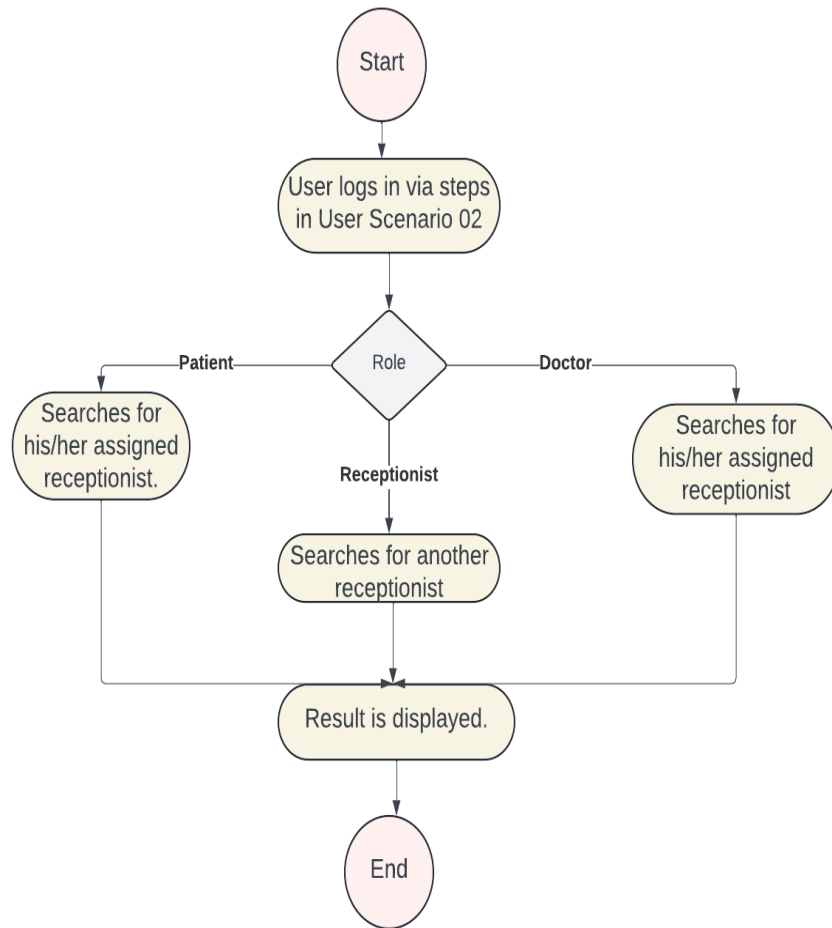 Start
User logs in via steps
in User Scenario 02
Role
Patient
Doctor
Searches for
his/her assigned
receptionist.
Receptionist
Searches for
his/her assigned
receptionist
Searches for another
receptionist
Result is displayed.
End